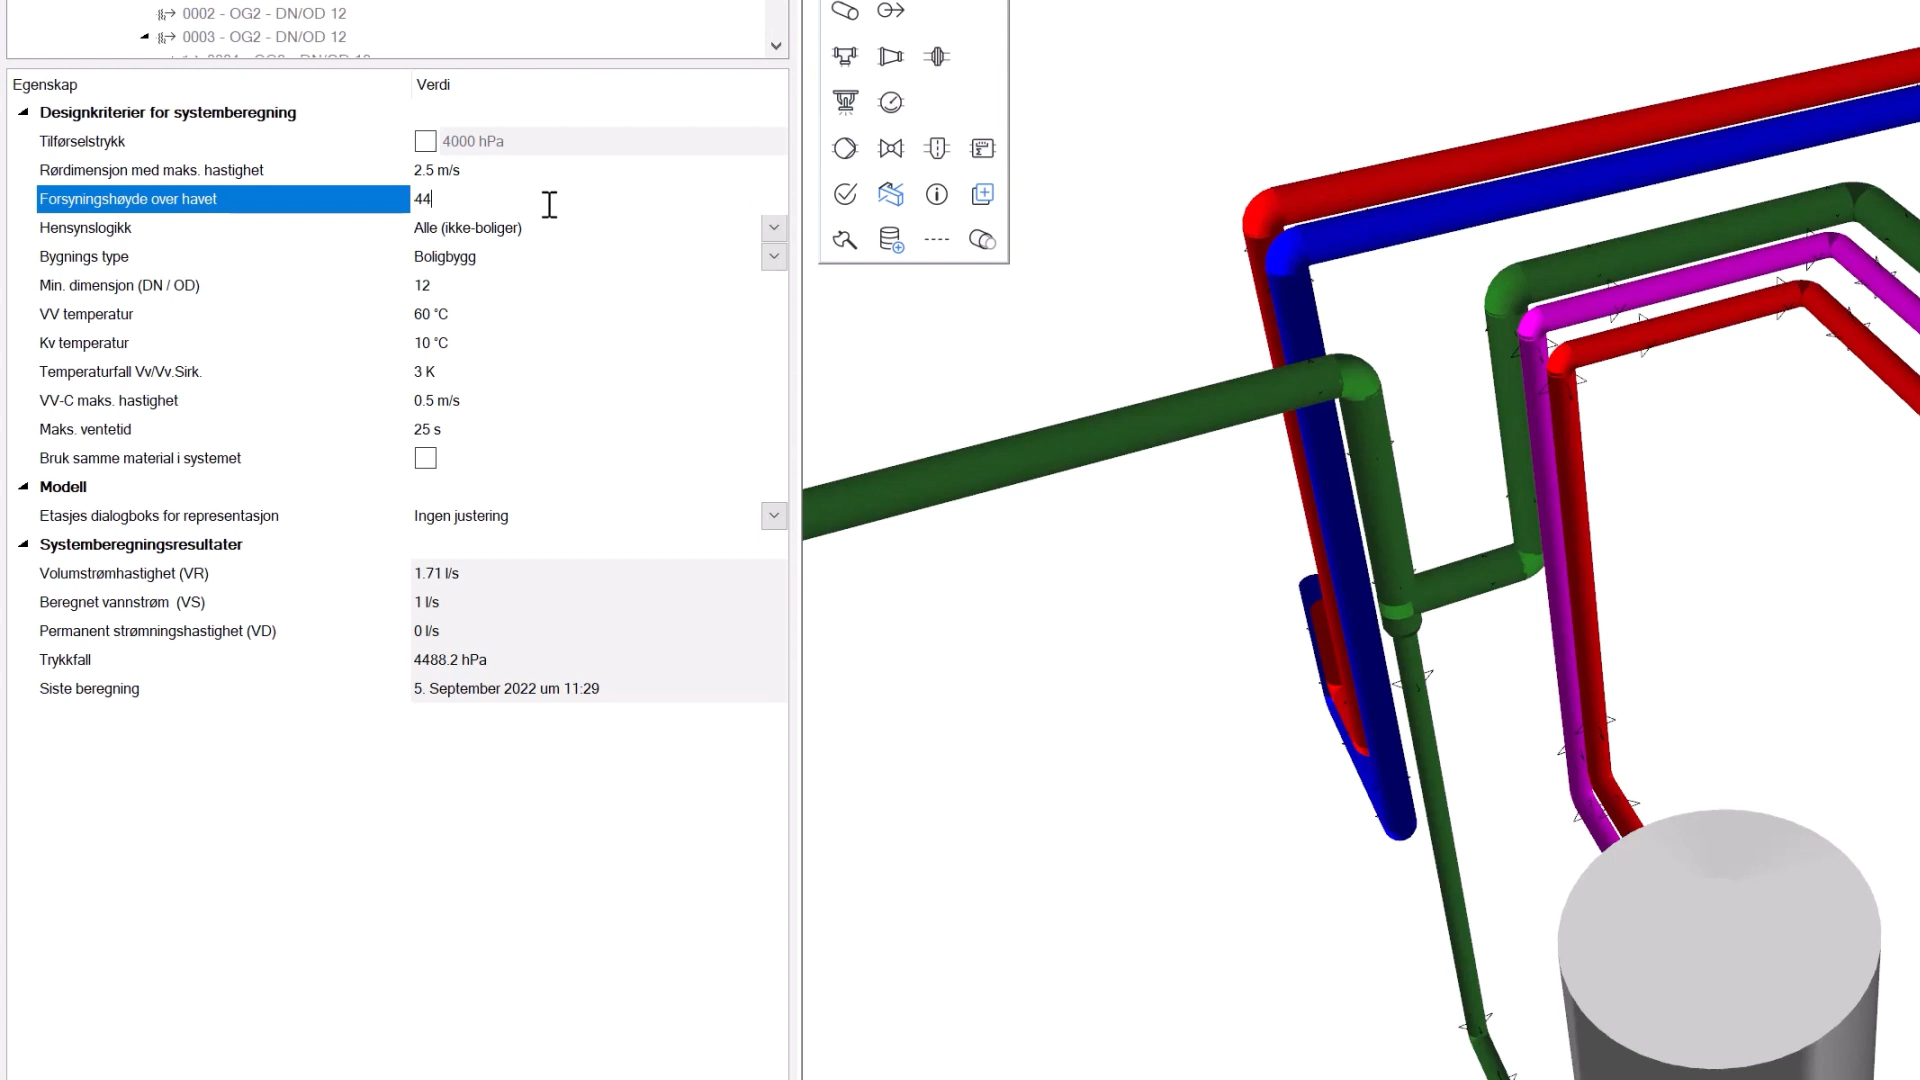 0002 - OG2 - DN/OD 12
0003 - OG2 - DN/OD 12
Egenskap Verdi
Designkriterier for systemberegning
Tilførselstrykk 4000 hPa
Rørdimensjon med maks. hastighet 2.5 m/s
Forsyningshøyde over havet 44
Hensynslogikk Alle (ikke-boliger)
Bygnings type Boligbygg
Min. dimensjon (DN / OD) 12
VV temperatur 60 °C
Kv temperatur 10 °C
Temperaturfall Vv/Vv.Sirk. 3 K
VV-C maks. hastighet 0.5 m/s
Maks. ventetid 25 s
Bruk samme material i systemet
Modell
Etasjes dialogboks for representasjon Ingen justering
Systemberegningsresultater
Volumstrømhastighet (VR) 1.71 l/s
Beregnet vannstrøm (VS) 1 l/s
Permanent strømningshastighet (VD) 0 l/s
Trykkfall 4488.2 hPa
Siste beregning 5. September 2022 um 11:29